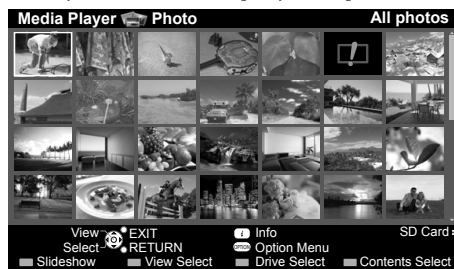 Media Player Photo All photos
View EXIT Info SD Card
Select RETURN Option Menu
Slideshow View Select Drive Select Contents Select